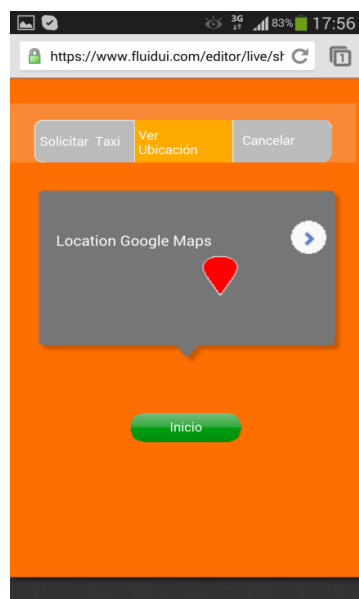 3G 83% 17:56
https://www.fluidui.com/editor/live/sh 1
Solicitar Taxi
Ver
Ubicación
Cancelar
Location Google Maps
Inicio